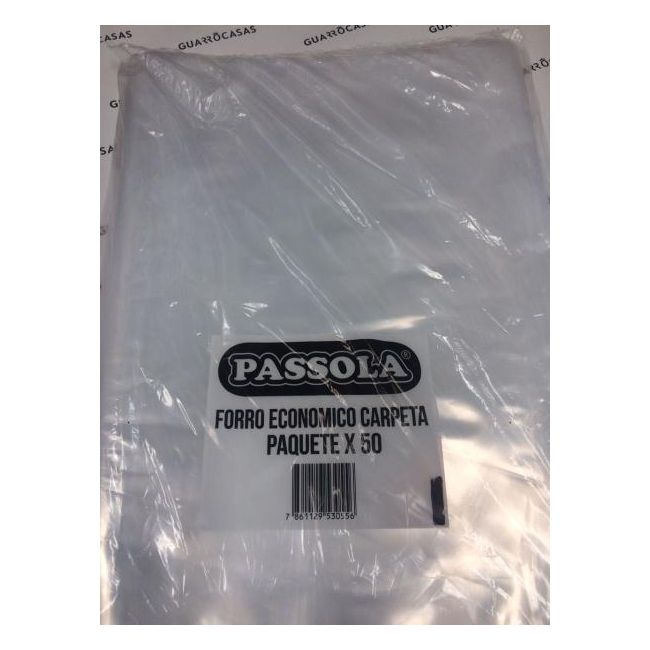 GUARROCASAS
GUARROCASAS
PASSOLA®
FORRO ECONOMICO CARPETA
PAQUETE X 50
7 861129 530556